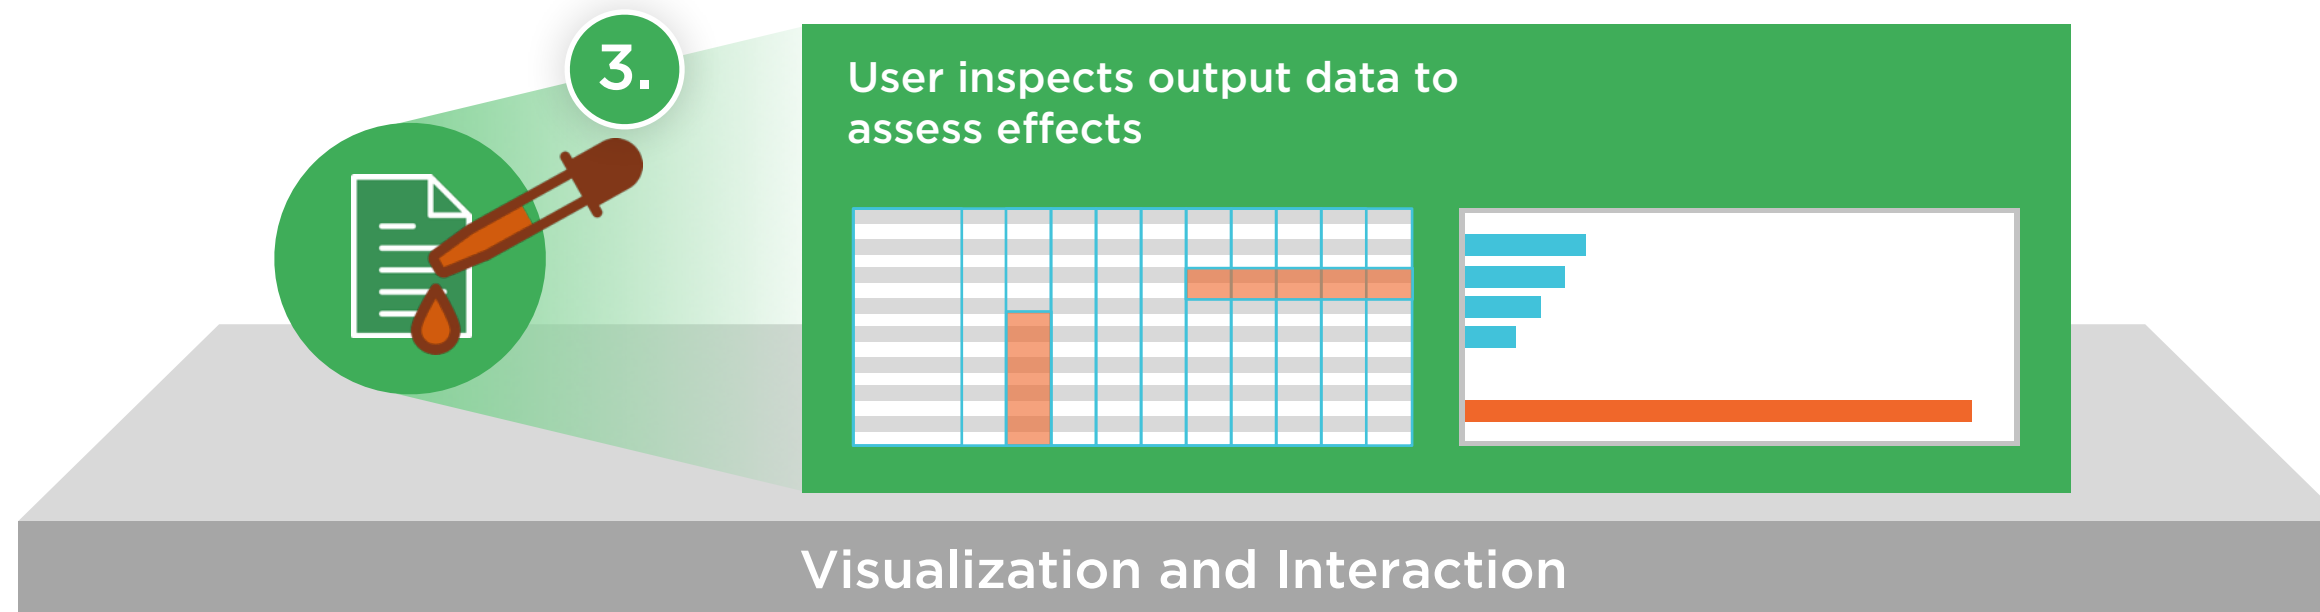 3.
User inspects output data to
assess effects
Visualization and Interaction